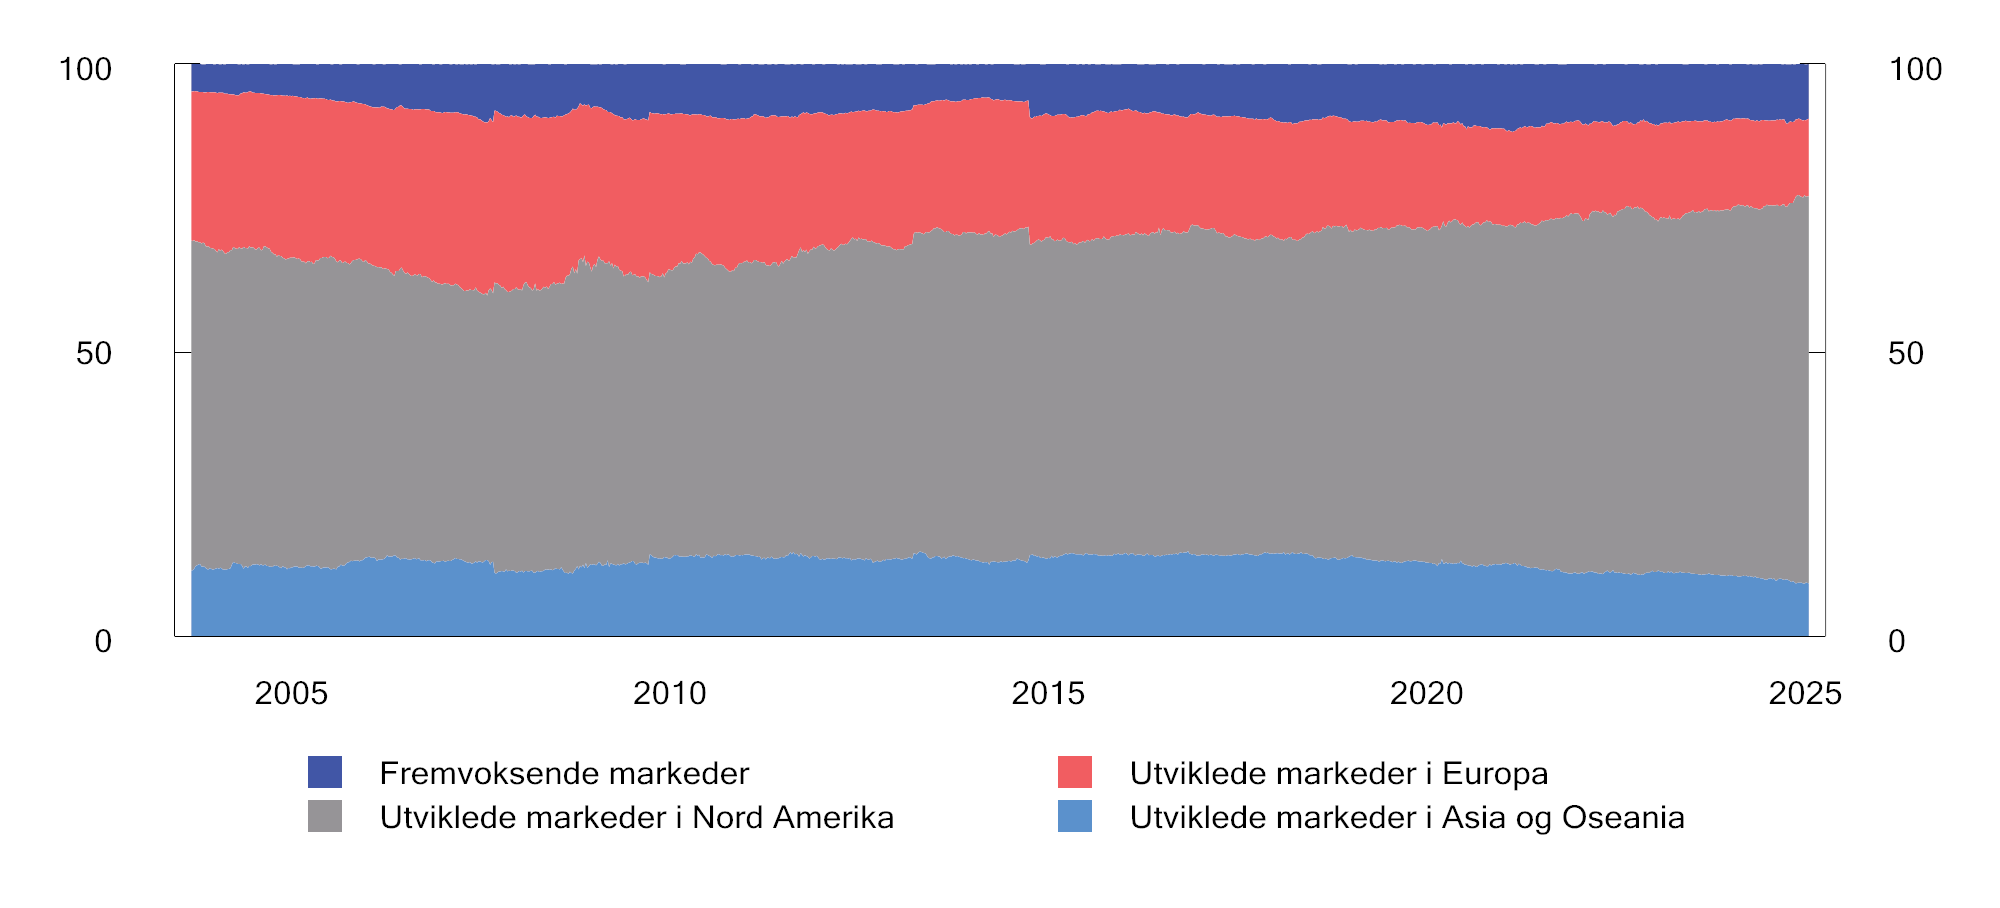 100 100
50 50
0 0
2005 2010 2015 2020 2025
Fremvoksende markeder Utviklede markeder i Europa
Utviklede markeder i Nord Amerika Utviklede markeder i Asia og Oseania